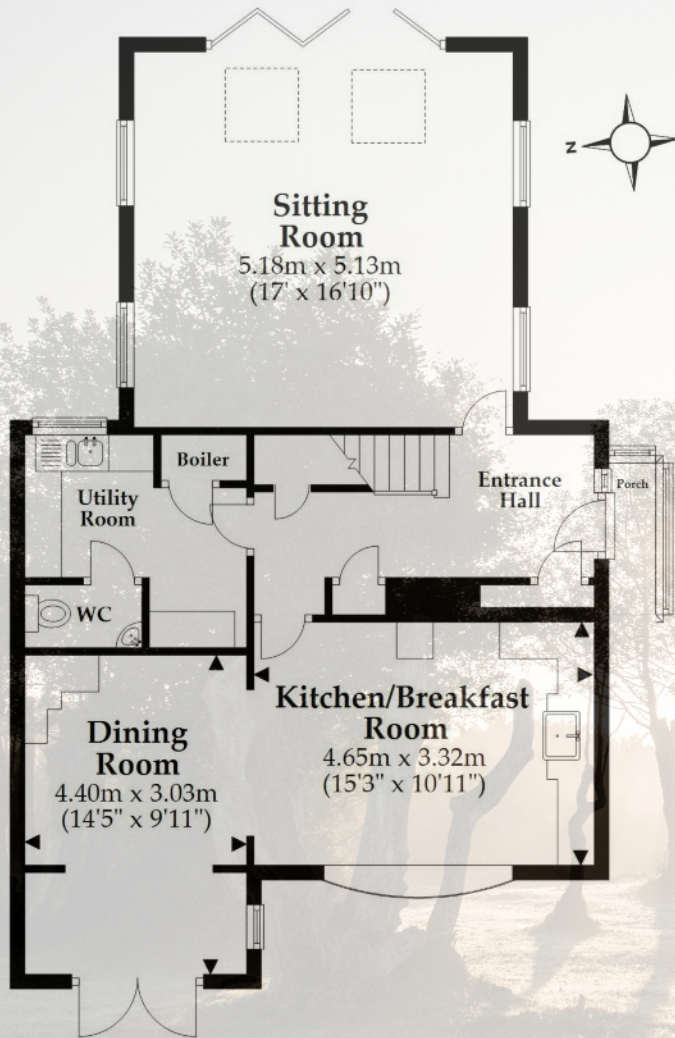 N
Sitting
Room
5.18m x 5.13m
(17' x 16'10")
Boiler
Utility
Room
Entrance
Hall
Porch
WC
Kitchen/Breakfast
Room
4.65m x 3.32m
(15'3" x 10'11")
Dining
Room
4.40m x 3.03m
(14'5" x 9'11")